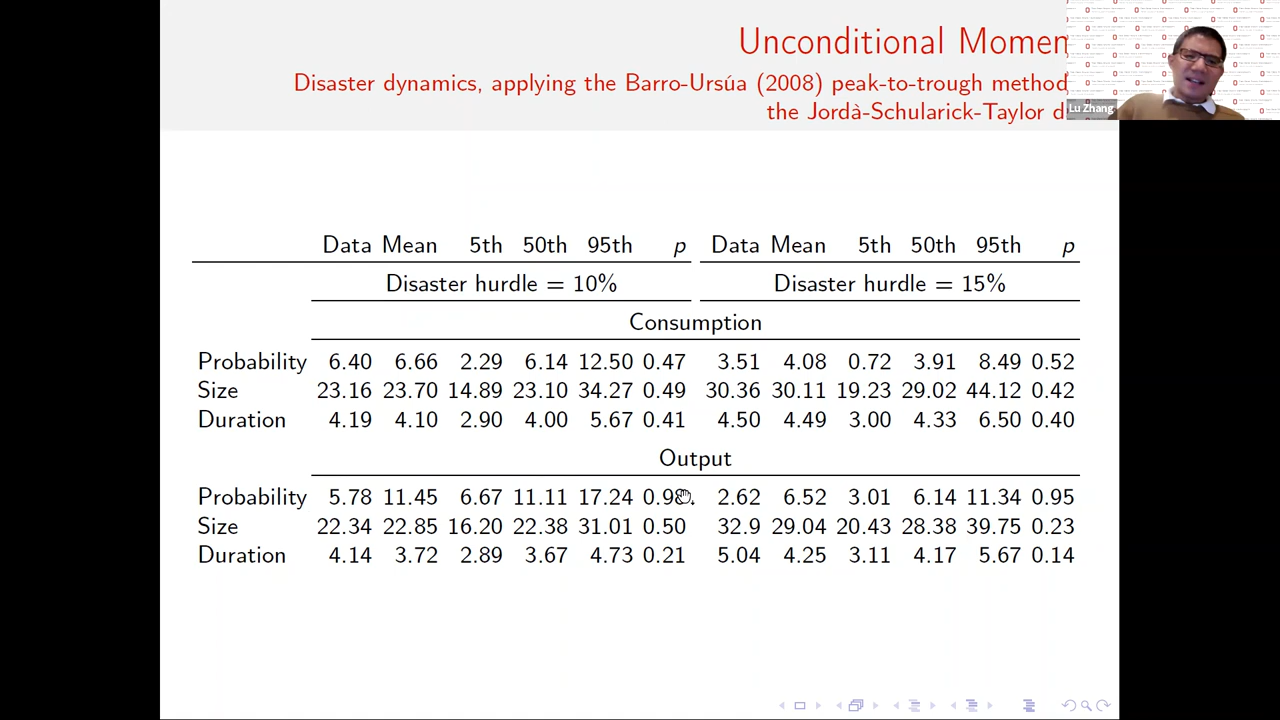 Unconditional Momen
Disaster dynamics, applying the Barro-Ursúa (2008) peak-to-trough method
the Jordà-Schularick-Taylor d
Lu Zhang
Data Mean 5th 50th 95th p Data Mean 5th 50th 95th p
Disaster hurdle = 10% Disaster hurdle = 15%
Consumption
Probability 6.40 6.66 2.29 6.14 12.50 0.47 3.51 4.08 0.72 3.91 8.49 0.52
Size 23.16 23.70 14.89 23.10 34.27 0.49 30.36 30.11 19.23 29.02 44.12 0.42
Duration 4.19 4.10 2.90 4.00 5.67 0.41 4.50 4.49 3.00 4.33 6.50 0.40
Output
Probability 5.78 11.45 6.67 11.11 17.24 0.98 2.62 6.52 3.01 6.14 11.34 0.95
Size 22.34 22.85 16.20 22.38 31.01 0.50 32.9 29.04 20.43 28.38 39.75 0.23
Duration 4.14 3.72 2.89 3.67 4.73 0.21 5.04 4.25 3.11 4.17 5.67 0.14